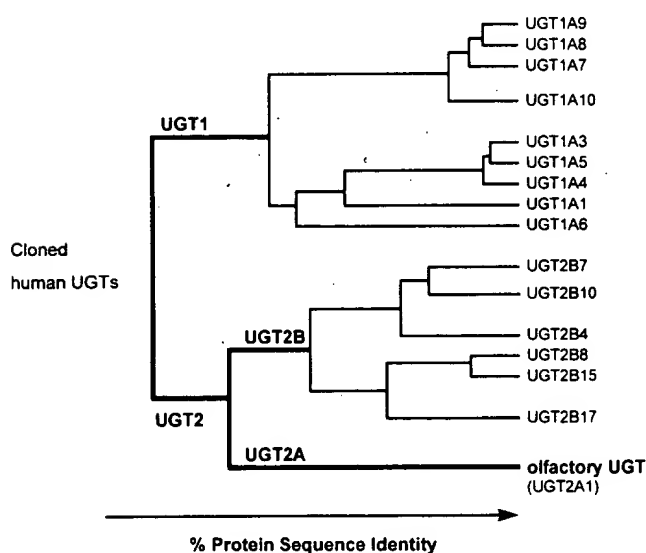 UGT1A9
UGT1A8
UGT1A7
UGT1A10
UGT1
UGT1A3
UGT1A5
UGT1A4
UGT1A1
UGT1A6
Cloned
human UGTs
UGT2B7
UGT2B10
UGT2B4
UGT2B
UGT2B8
UGT2B15
UGT2
UGT2B17
UGT2A
olfactory UGT
(UGT2A1)
% Protein Sequence Identity